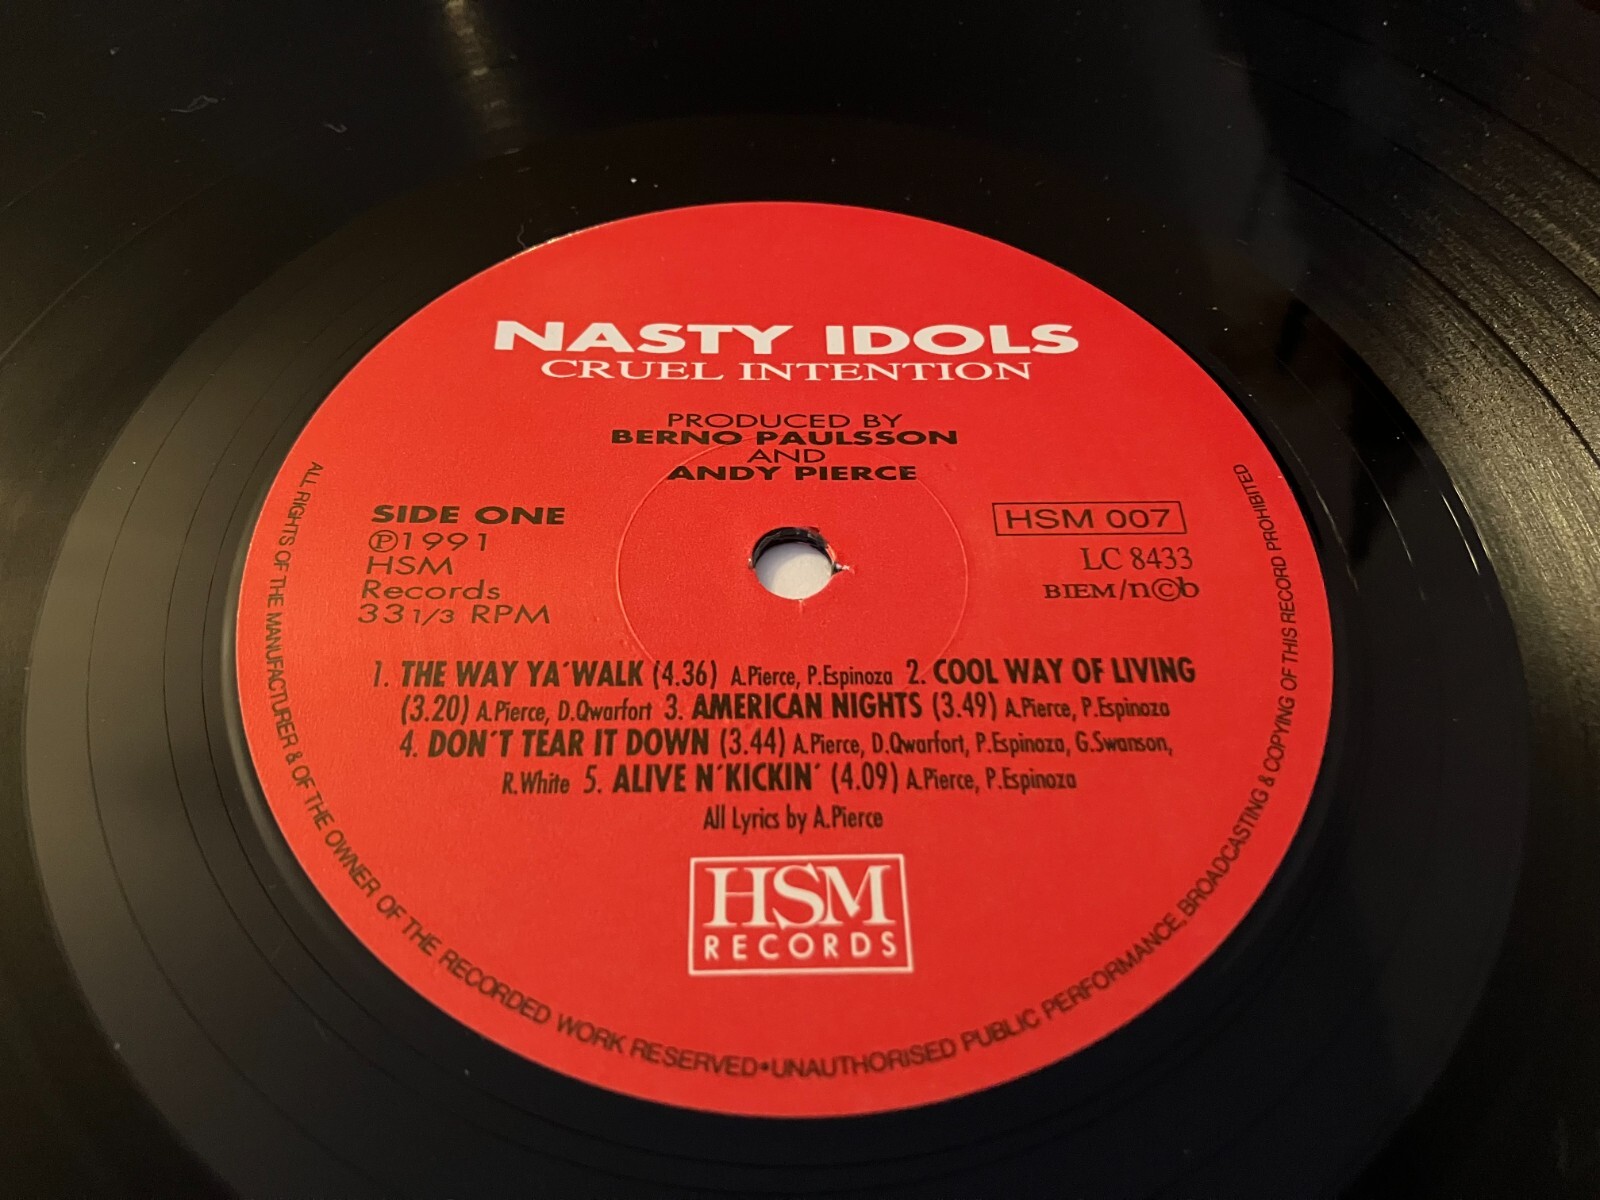 NASTY IDOLS
CRUEL INTENTION
PRODUCED BY
BERNO PAULSSON
AND
ANDY PIERCE
SIDE ONE
Ⓟ1991
HSM
Records
33 1/3 RPM
HSM 007
LC 8433
BIEM/n©b
1. THE WAY YA´WALK (4.36) A.Pierce, P.Espinoza 2. COOL WAY OF LIVING
(3.20) A.Pierce, D.Qwarfort 3. AMERICAN NIGHTS (3.49) A.Pierce, P.Espinoza
4. DON´T TEAR IT DOWN (3.44) A.Pierce, D.Qwarfort, P.Espinoza, G.Swanson,
R.White 5. ALIVE N´KICKIN´ (4.09) A.Pierce, P.Espinoza
All Lyrics by A.Pierce
HSM
RECORDS
ALL RIGHTS OF THE MANUFACTURER & OF THE OWNER OF THE RECORDED WORK RESERVED•UNAUTHORISED PUBLIC PERFORMANCE, BROADCASTING & COPYING OF THIS RECORD PROHIBITED